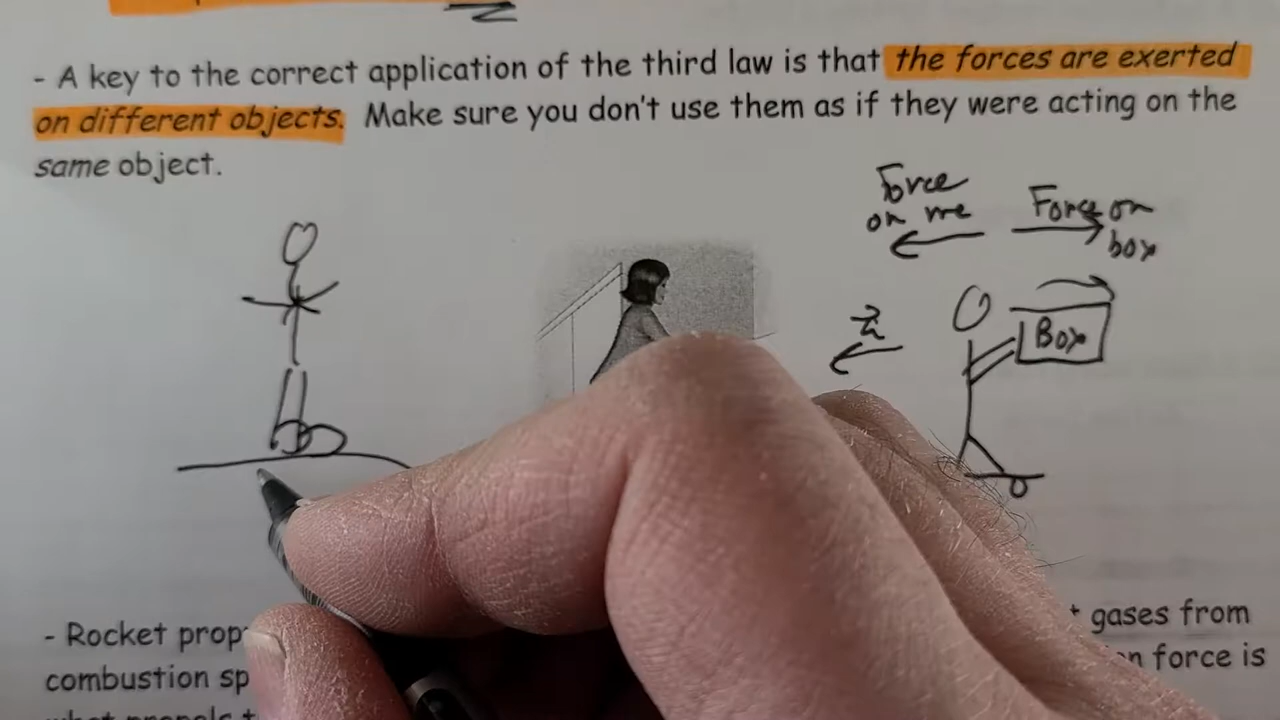 - A key to the correct application of the third law is that the forces are exerted
on different objects. Make sure you don't use them as if they were acting on the
same object.
Force
on me
Force on
box
a
Box
- Rocket prop
gases from
combustion sp
force is